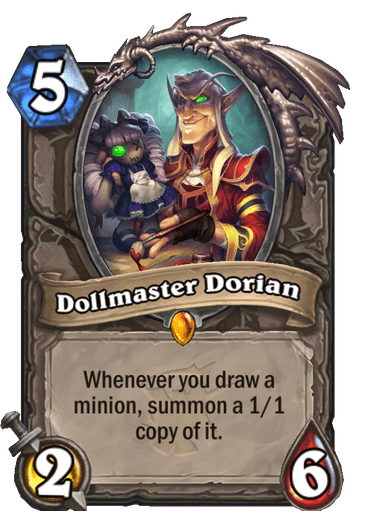 5
Dollmaster Dorian
Whenever you draw a
minion, summon a 1/1
copy of it.
2
6